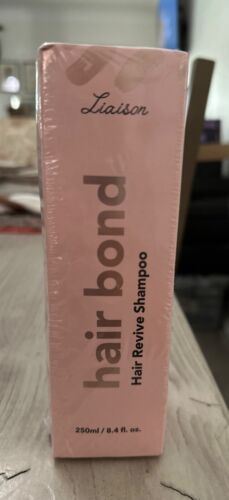 Liaison
hair bond
Hair Revive Shampoo
250ml / 8.4 fl. oz.